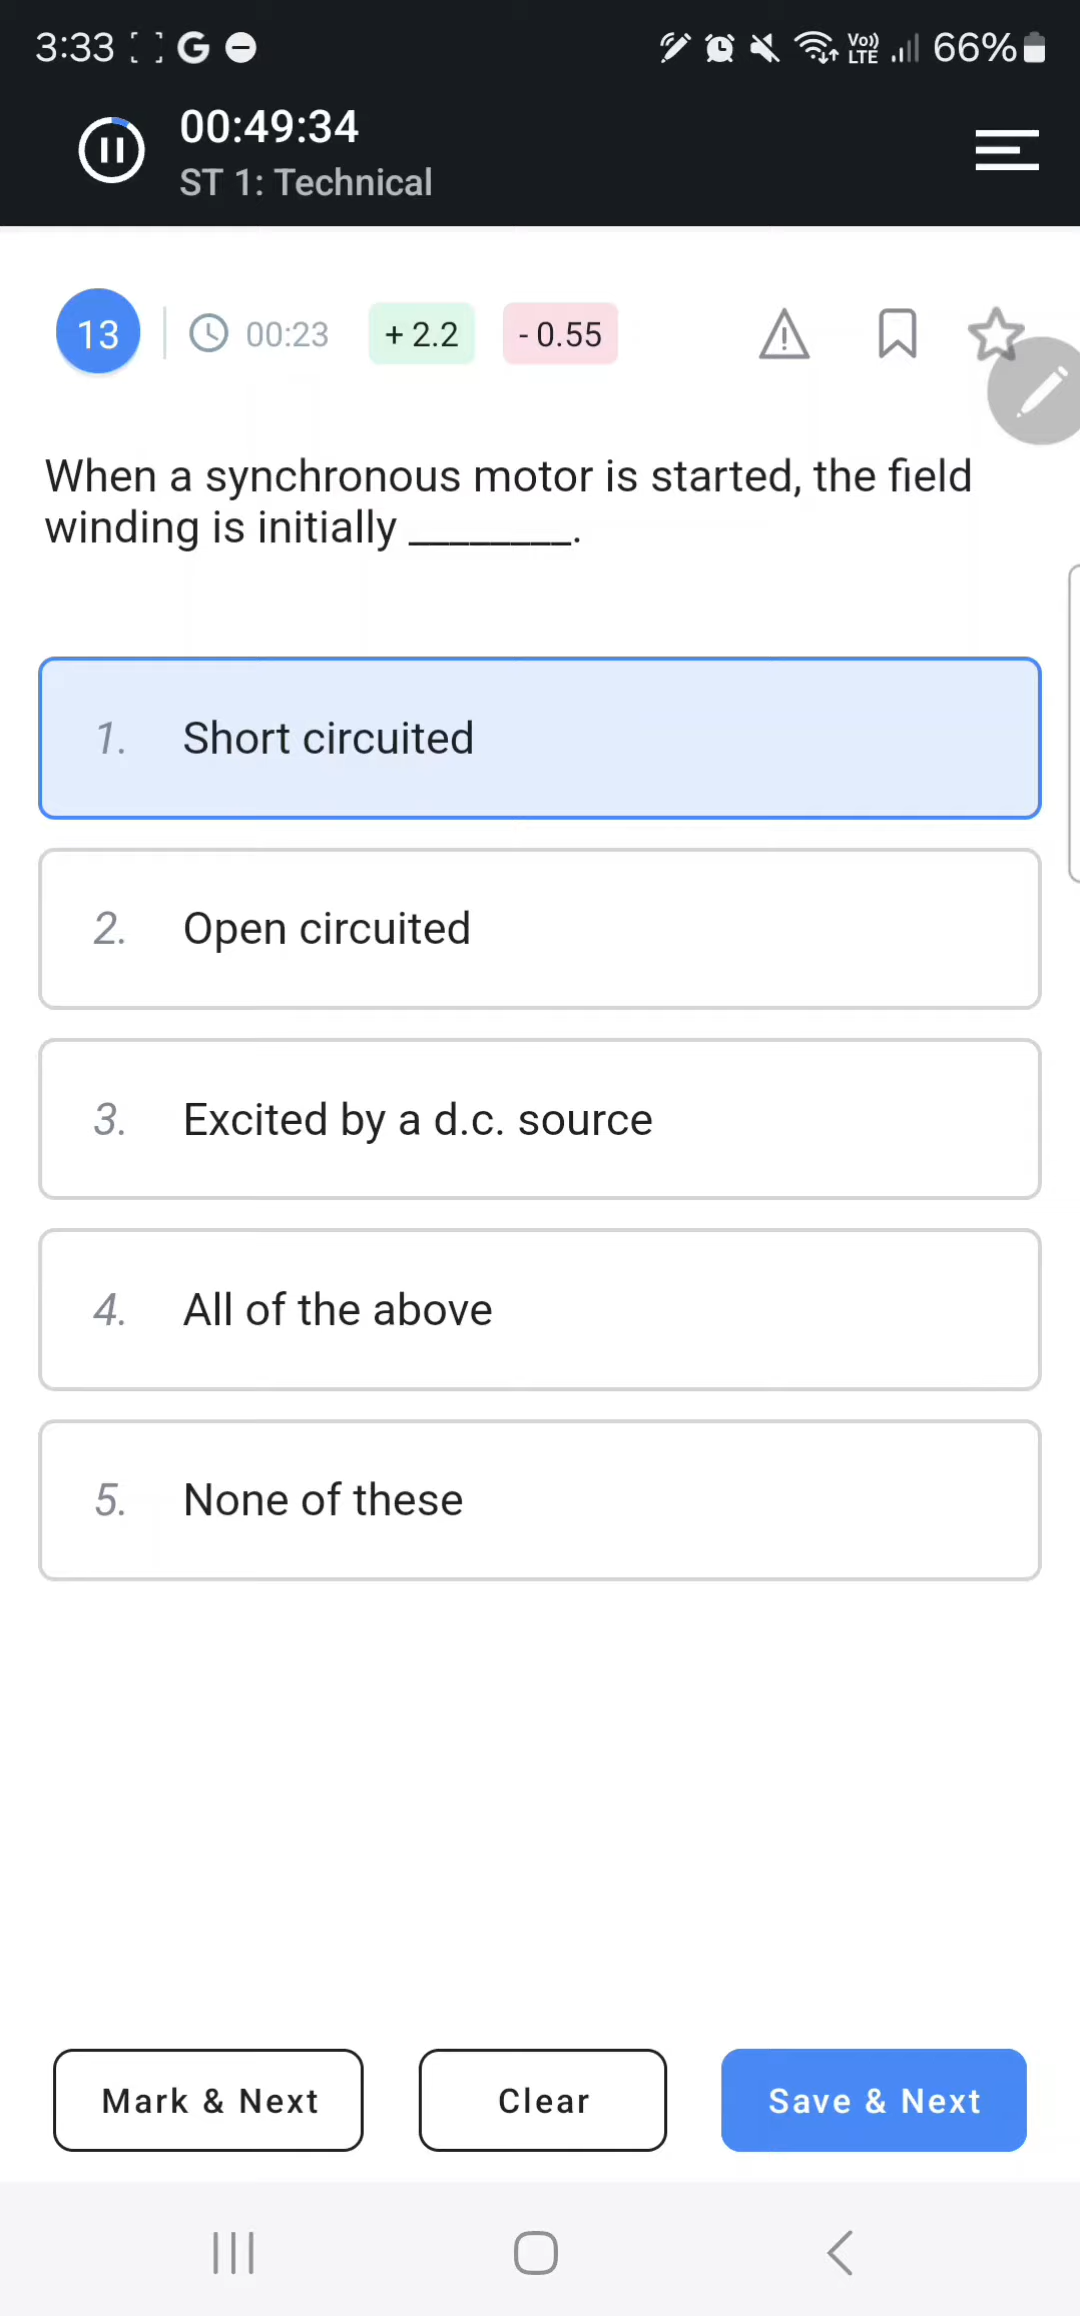 3:33 G Vo)) LTE 66%
00:49:34
ST 1: Technical
13 00:23 + 2.2 - 0.55
When a synchronous motor is started, the field
winding is initially ________.
1. Short circuited
2. Open circuited
3. Excited by a d.c. source
4. All of the above
5. None of these
Mark & Next Clear Save & Next